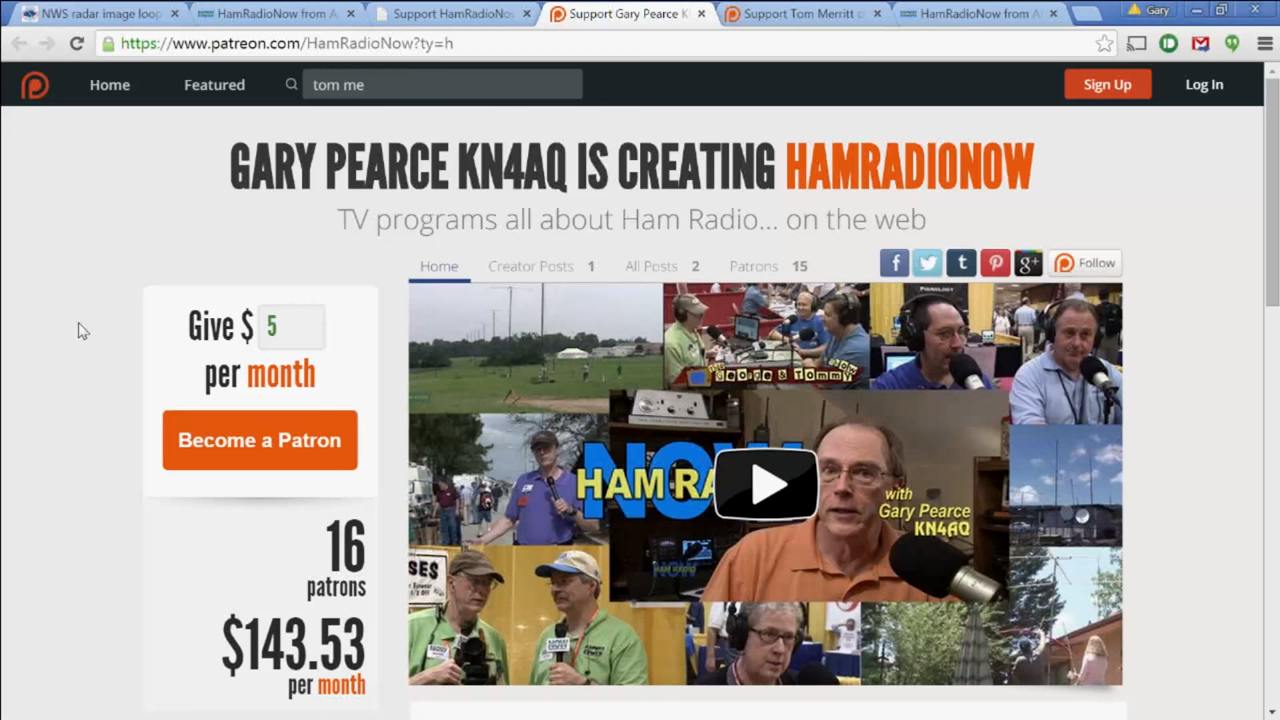 NWS radar image loop
HamRadioNow from A
Support HamRadioNo
Support Gary Pearce K
Support Tom Merritt
HamRadioNow from A
Gary
https://www.patreon.com/HamRadioNow?ty=h
Home
Featured
tom me
Sign Up
Log In
GARY PEARCE KN4AQ IS CREATING HAMRADIONOW
TV programs all about Ham Radio... on the web
Home
Creator Posts 1
All Posts 2
Patrons 15
Follow
Give $ 5
per month
Become a Patron
16
patrons
$143.53
per month
George & Tommy
NOW
HAM RA
with
Gary Pearce
KN4AQ
HAM RADIO